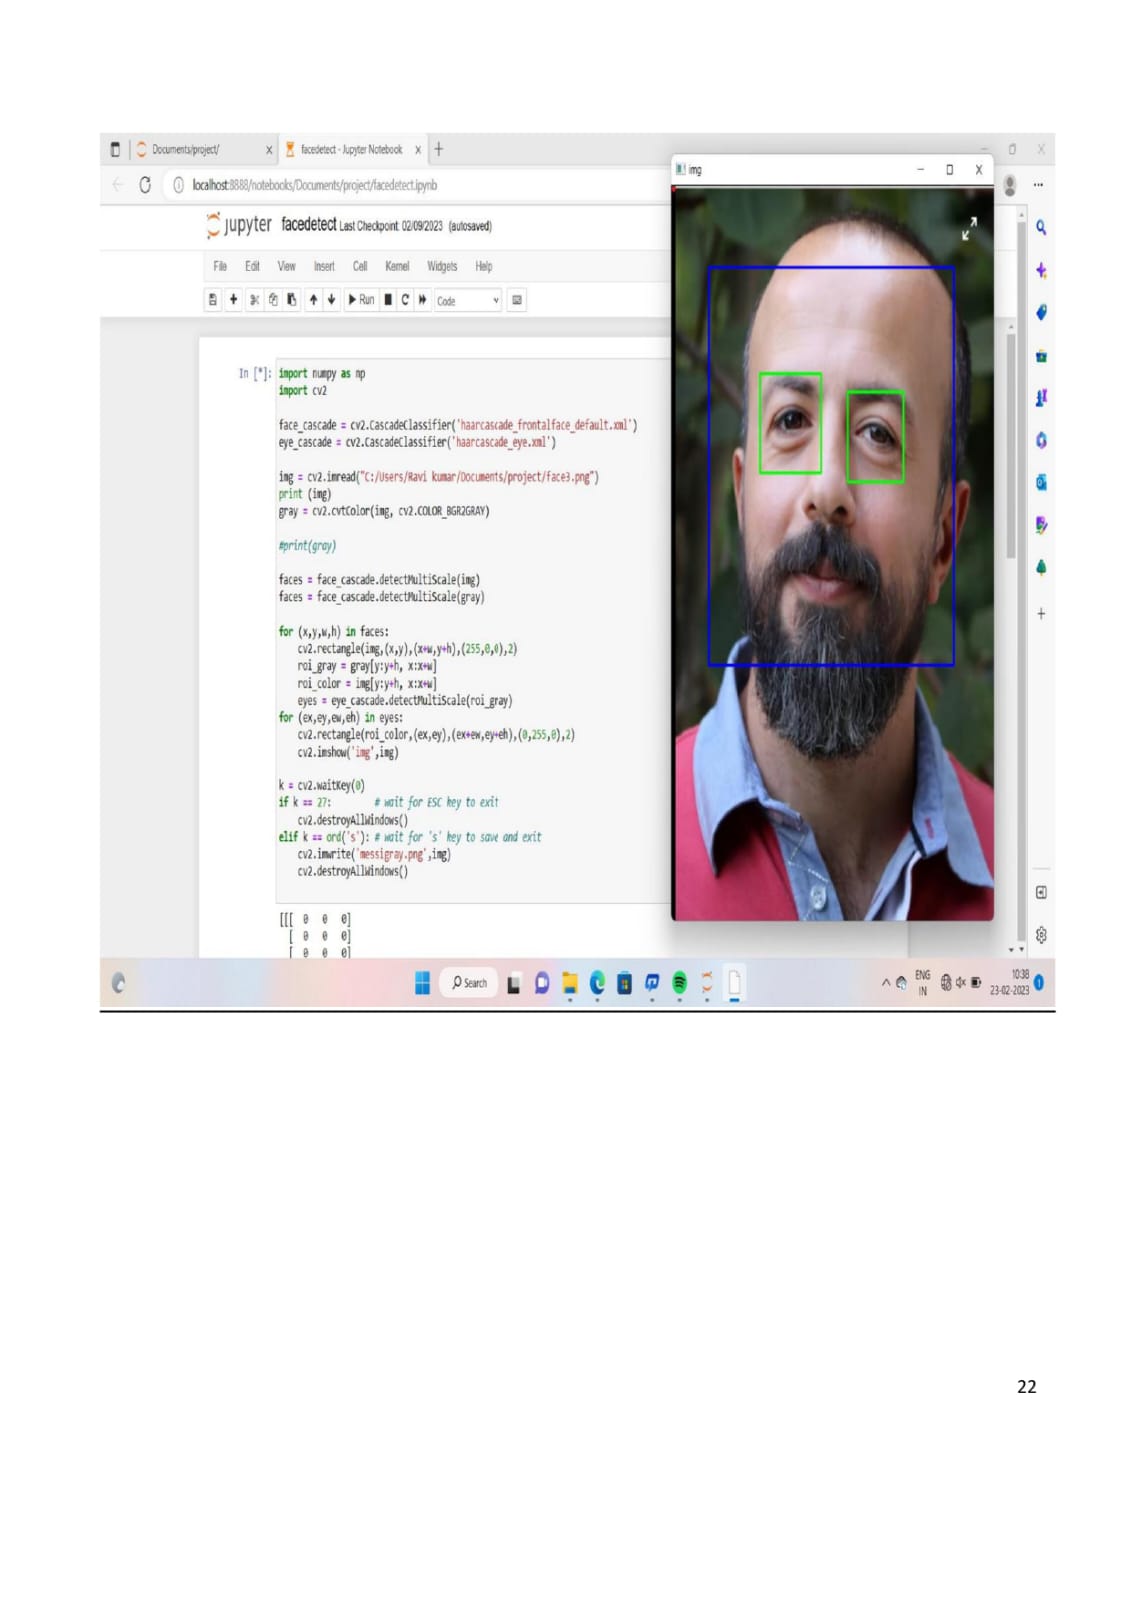 Documents/project/
facedetect - Jupyter Notebook
localhost:8888/notebooks/Documents/project/facedetect.ipynb
jupyter facedetect Last Checkpoint: 02/09/2023 (autosaved)
File Edit View Insert Cell Kernel Widgets Help
Run Code
In [*]: import numpy as np
import cv2
face_cascade = cv2.CascadeClassifier('haarcascade_frontalface_default.xml')
eye_cascade = cv2.CascadeClassifier('haarcascade_eye.xml')
img = cv2.imread("C:/Users/Ravi kumar/Documents/project/face3.png")
print (img)
gray = cv2.cvtColor(img, cv2.COLOR_BGR2GRAY)
#print(gray)
faces = face_cascade.detectMultiScale(img)
faces = face_cascade.detectMultiScale(gray)
for (x,y,w,h) in faces:
cv2.rectangle(img,(x,y),(x+w,y+h),(255,0,0),2)
roi_gray = gray[y:y+h, x:x+w]
roi_color = img[y:y+h, x:x+w]
eyes = eye_cascade.detectMultiScale(roi_gray)
for (ex,ey,ew,eh) in eyes:
cv2.rectangle(roi_color,(ex,ey),(ex+ew,ey+eh),(0,255,0),2)
cv2.imshow('img',img)
k = cv2.waitKey(0)
if k == 27: # wait for ESC key to exit
cv2.destroyAllWindows()
elif k == ord('s'): # wait for 's' key to save and exit
cv2.imwrite('messigray.png',img)
cv2.destroyAllWindows()
[[[ 0 0 0]
[ 0 0 0]
[ 0 0 0]
img
Search
ENG
IN
10:38
23-02-2023
22